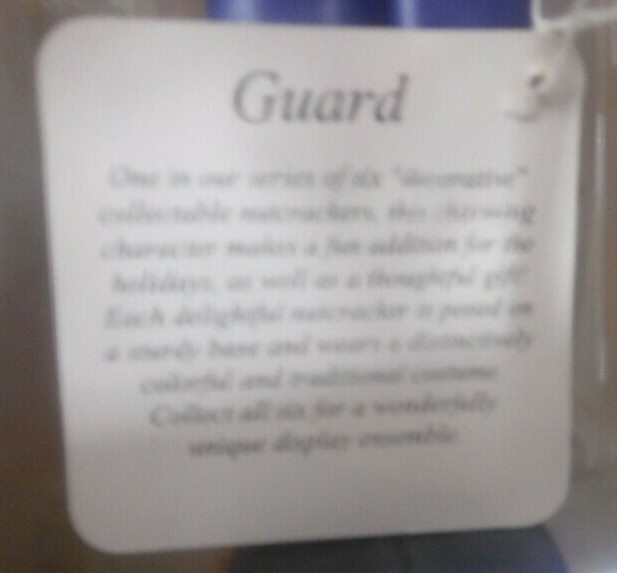 Guard
One in our series of six "decorative"
collectable nutcrackers, this charming
character makes a fun addition for the
holidays, as well as a thoughtful gift!
Each delightful nutcracker is posed on
a sturdy base and wears a distinctively
colorful and traditional costume.
Collect all six for a wonderfully
unique display ensemble.